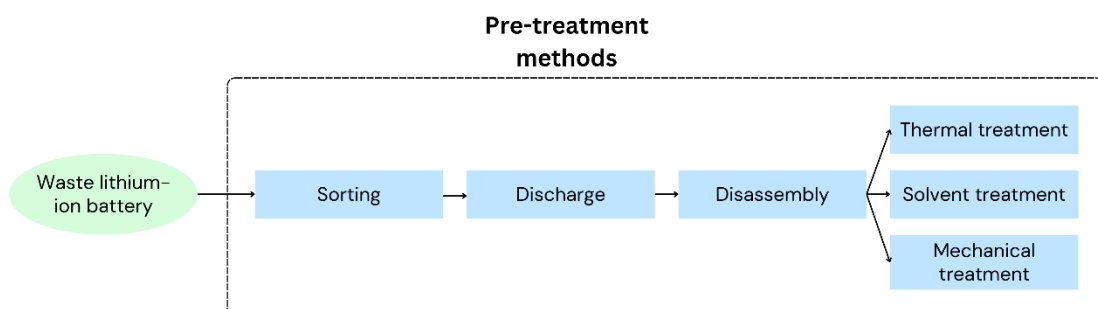 Pre-treatment
methods
Waste lithium-
ion battery
Sorting
Discharge
Disassembly
Thermal treatment
Solvent treatment
Mechanical
treatment